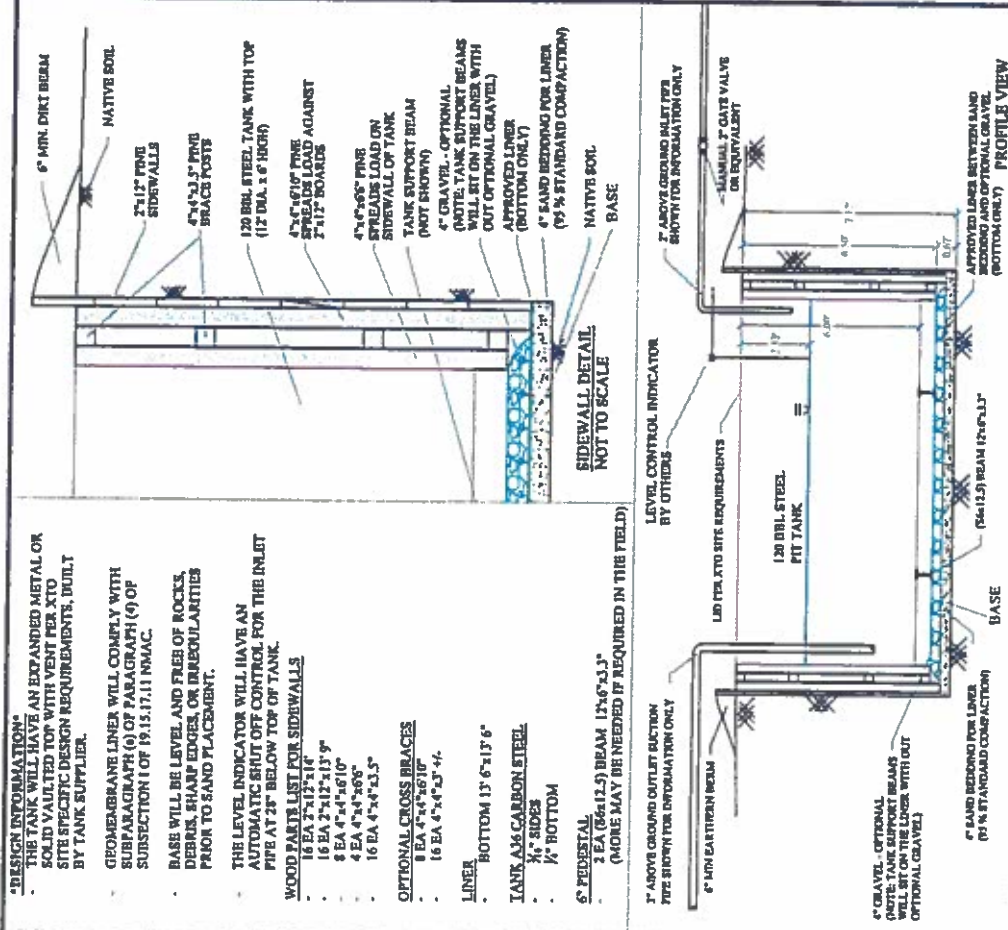 "DESIGN INFORMATION"
- THE TANK WILL HAVE AN EXPANDED METAL OR
SOLID VAULTED TOP WITH VENT PER XTO
SITE SPECIFIC DESIGN REQUIREMENTS, BUILT
BY TANK SUPPLIER.
- GEOMEMBRANE LINER WILL COMPLY WITH
SUBPARAGRAPH (a) OF PARAGRAPH (4) OF
SUBSECTION I OF 19.15.17.11 NMAC.
- BASE WILL BE LEVEL AND FREE OF ROCKS,
DEBRIS, SHARP EDGES, OR IRREGULARITIES
PRIOR TO SAND PLACEMENT.
- THE LEVEL INDICATOR WILL HAVE AN
AUTOMATIC SHUT OFF CONTROL FOR THE INLET
PIPE AT 28" BELOW TOP OF TANK.
WOOD PARTS LIST FOR SIDEWALLS
- 16 EA 2"x12"x14'
- 16 EA 2"x12"x13'9"
- 8 EA 4"x4"x6'10"
- 4 EA 4"x4"x6'6"
- 16 EA 4"x4"x3.5"
OPTIONAL CROSS BRACES
- 8 EA 4"x4"x6'10"
- 16 EA 4"x4"x3' +/-
LINER
- BOTTOM 13' 6"x13' 6"
TANK A36 CARBON STEEL
- SIDES
- 1/4" BOTTOM
6" PEDESTAL
- 2 EA (S6x12.5) BEAM 12'x6"x3.3"
(MORE MAY BE NEEDED IF REQUIRED IN THE FIELD)
6" MIN. DIRT BERM
NATIVE SOIL
2"x12" PINE
SIDEWALLS
4"x4"x3.5" PINE
BRACE POSTS
120 BBL STEEL TANK WITH TOP
(12' DIA. x 6' HIGH)
4"x4"x6'10" PINE
SPREADS LOAD AGAINST
2"x12" BOARDS
4"x4"x6'6" PINE
SPREADS LOAD ON
SIDEWALL OF TANK
TANK SUPPORT BEAM
(NOT SHOWN)
4" GRAVEL - OPTIONAL
(NOTE: TANK SUPPORT BEAMS
WILL SIT ON THE LINER WITH
OUT OPTIONAL GRAVEL)
APPROVED LINER
(BOTTOM ONLY)
4" SAND BEDDING FOR LINER
(95 % STANDARD COMPACTION)
NATIVE SOIL
BASE
SIDEWALL DETAIL
NOT TO SCALE
3" ABOVE GROUND OUTLET SUCTION
PIPE SHOWN FOR INFORMATION ONLY
6" MIN EARTHERN BERM
LEVEL CONTROL INDICATOR
BY OTHERS
LID PER XTO SITE REQUIREMENTS
120 BBL STEEL
PIT TANK
2" ABOVE GROUND INLET PIPE
SHOWN FOR INFORMATION ONLY
MANUAL 2" GATE VALVE
OR EQUIVALENT
6.00'
4" GRAVEL - OPTIONAL
(NOTE: TANK SUPPORT BEAMS
WILL SIT ON THE LINER WITH OUT
OPTIONAL GRAVEL)
4" SAND BEDDING FOR LINER
(95 % STANDARD COMPACTION)
BASE
(S6x12.5) BEAM 12'x6"x3.3"
APPROVED LINER BETWEEN SAND
BEDDING AND OPTIONAL GRAVEL
(BOTTOM ONLY)
PROFILE VIEW